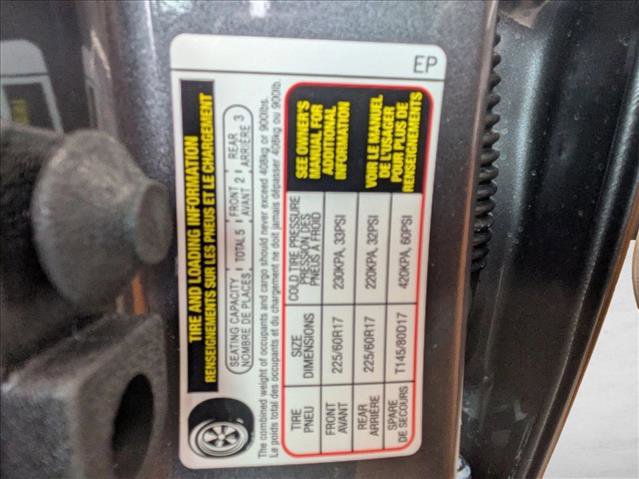 TIRE AND LOADING INFORMATION
RENSEIGNEMENTS SUR LES PNEUS ET LE CHARGEMENT
SEATING CAPACITY TOTAL 5 FRONT 2 REAR 3
NOMBRE DE PLACES AVANT ARRIÈRE
The combined weight of occupants and cargo should never exceed 408kg or 900lbs.
Le poids total des occupants et du chargement ne doit jamais dépasser 408kg ou 900lb.
TIRE SIZE COLD TIRE PRESSURE
PNEU DIMENSIONS PRESSION DES
PNEUS À FROID
FRONT 225/60R17 230KPA, 33PSI
AVANT
REAR 225/60R17 220KPA, 32PSI
ARRIÈRE
SPARE T145/80D17 420KPA, 60PSI
DE SECOURS
SEE OWNER'S
MANUAL FOR
ADDITIONAL
INFORMATION
VOIR LE MANUEL
DE L'USAGER
POUR PLUS DE
RENSEIGNEMENTS
EP